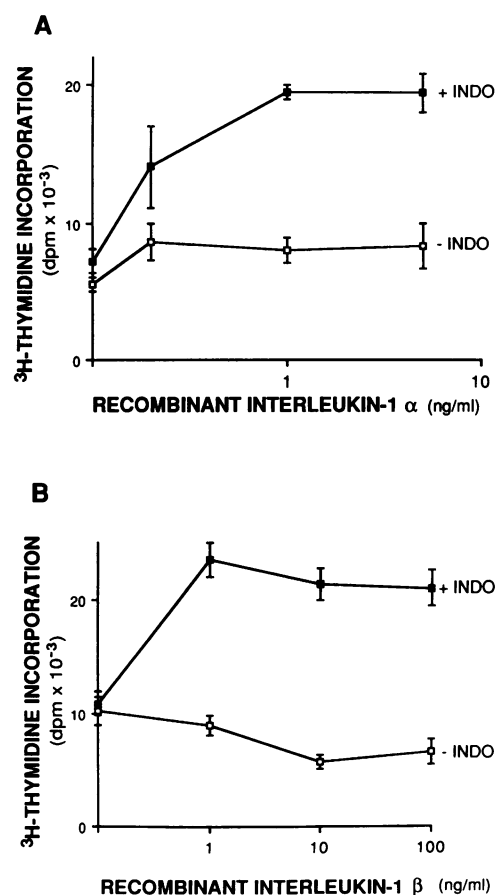 A
³H-THYMIDINE INCORPORATION
(dpm x 10⁻³)
20
10
0
+ INDO
- INDO
1
10
RECOMBINANT INTERLEUKIN-1 α (ng/ml)
B
³H-THYMIDINE INCORPORATION
(dpm x 10⁻³)
20
10
0
+ INDO
- INDO
1
10
100
RECOMBINANT INTERLEUKIN-1 β (ng/ml)